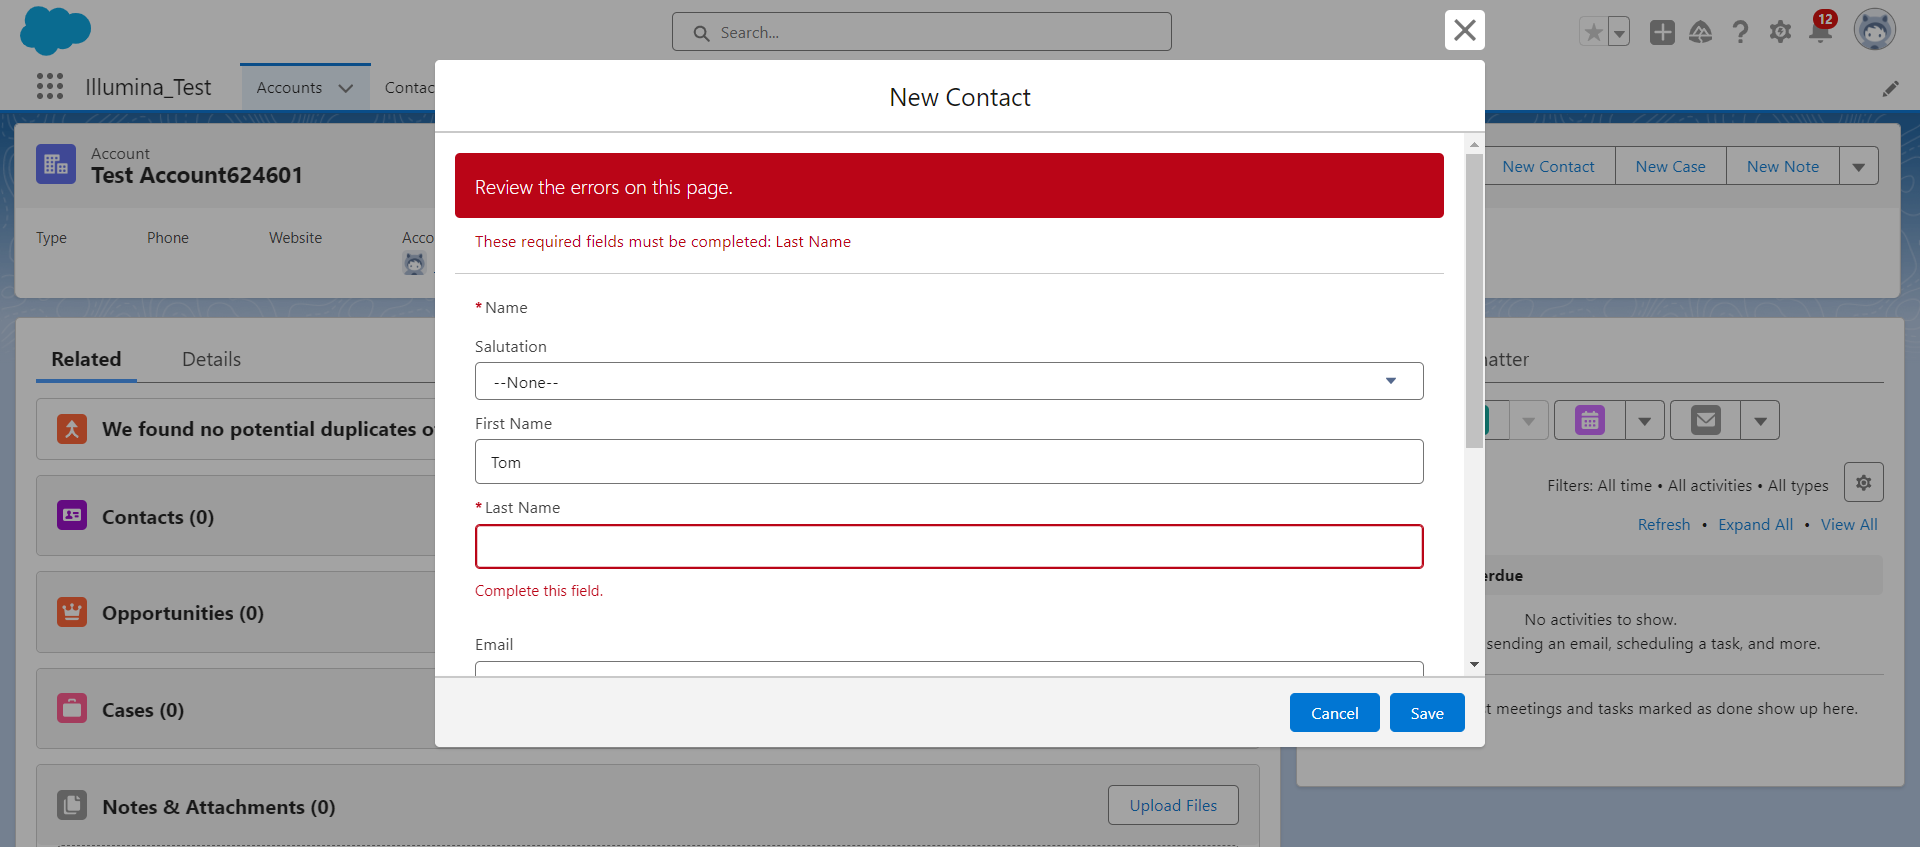 Search...
12
Illumina_Test
Accounts
Contac
New Contact
Account
Test Account624601
New Contact
New Case
New Note
Type
Phone
Website
Acco
Review the errors on this page.
These required fields must be completed: Last Name
*Name
Salutation
--None--
First Name
Tom
*Last Name
Complete this field.
Email
Cancel
Save
Related
Details
We found no potential duplicates o
Contacts (0)
Opportunities (0)
Cases (0)
Notes & Attachments (0)
Upload Files
atter
Filters: All time • All activities • All types
Refresh • Expand All • View All
erdue
No activities to show.
sending an email, scheduling a task, and more.
t meetings and tasks marked as done show up here.